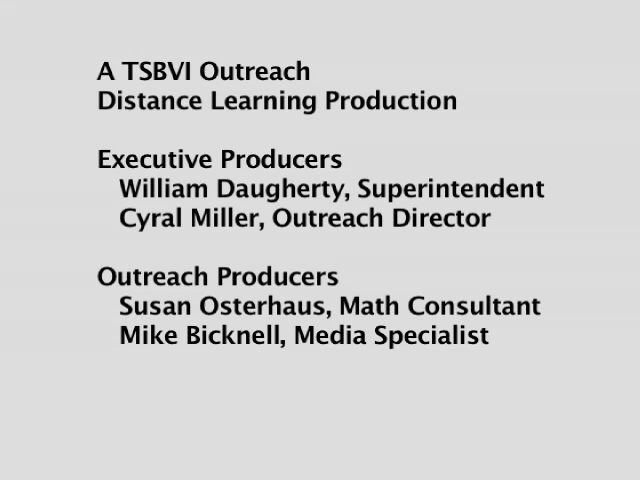 A TSBVI Outreach
Distance Learning Production
Executive Producers
William Daugherty, Superintendent
Cyral Miller, Outreach Director
Outreach Producers
Susan Osterhaus, Math Consultant
Mike Bicknell, Media Specialist